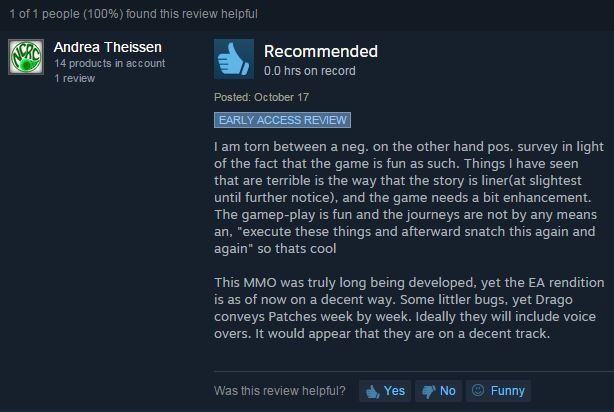 1 of 1 people (100%) found this review helpful
Andrea Theissen
14 products in account
1 review
Recommended
0.0 hrs on record
Posted: October 17
EARLY ACCESS REVIEW
I am torn between a neg. on the other hand pos. survey in light
of the fact that the game is fun as such. Things I have seen
that are terrible is the way that the story is liner(at slightest
until further notice), and the game needs a bit enhancement.
The gamep-play is fun and the journeys are not by any means
an, "execute these things and afterward snatch this again and
again" so thats cool
This MMO was truly long being developed, yet the EA rendition
is as of now on a decent way. Some littler bugs, yet Drago
conveys Patches week by week. Ideally they will include voice
overs. It would appear that they are on a decent track.
Was this review helpful?
Yes
No
Funny